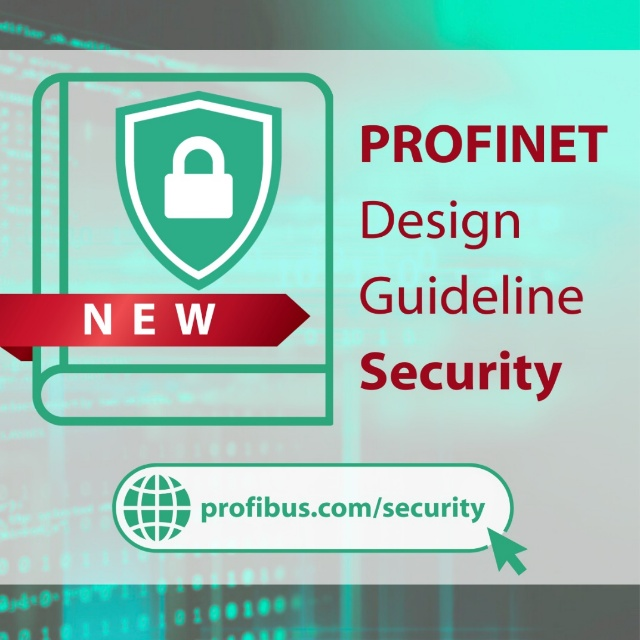 PROFINET
Design
Guideline
Security
NEW
profibus.com/security